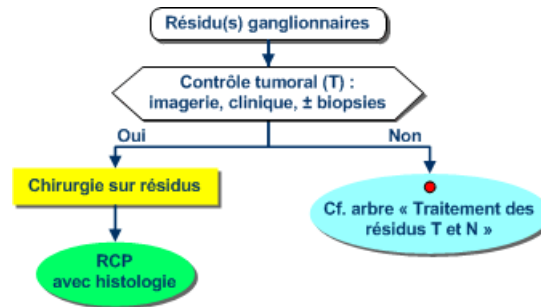 Résidu(s) ganglionnaires
Contrôle tumoral (T) :
imagerie, clinique, ± biopsies
Oui
Non
Chirurgie sur résidus
Cf. arbre « Traitement des
résidus T et N »
RCP
avec histologie